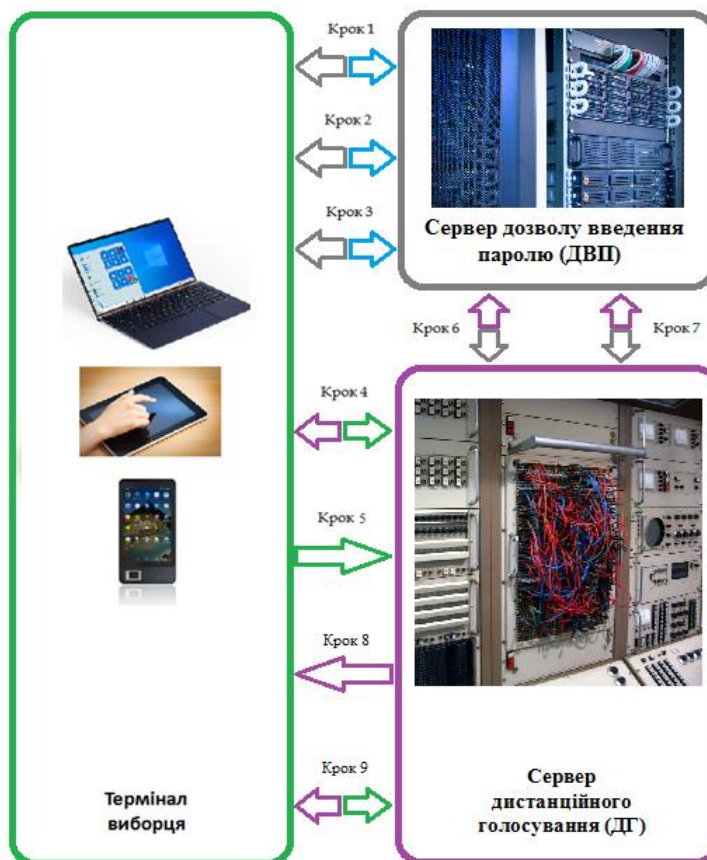 Крок 1
Крок 2
Крок 3
Сервер дозволу введення
паролю (ДВП)
Крок 6
Крок 7
Крок 4
Крок 5
Крок 8
Крок 9
Термінал
виборця
Сервер
дистанційного
голосування (ДГ)